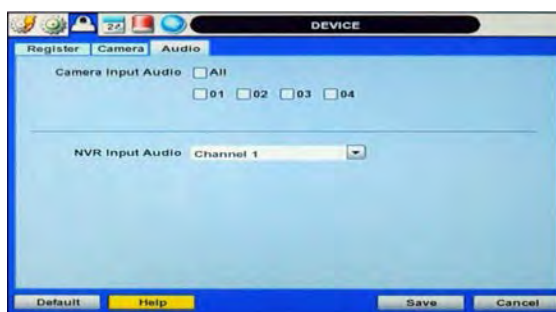 DEVICE
Register Camera Audio
Camera Input Audio All
01 02 03 04
NVR Input Audio Channel 1
Default Help Save Cancel